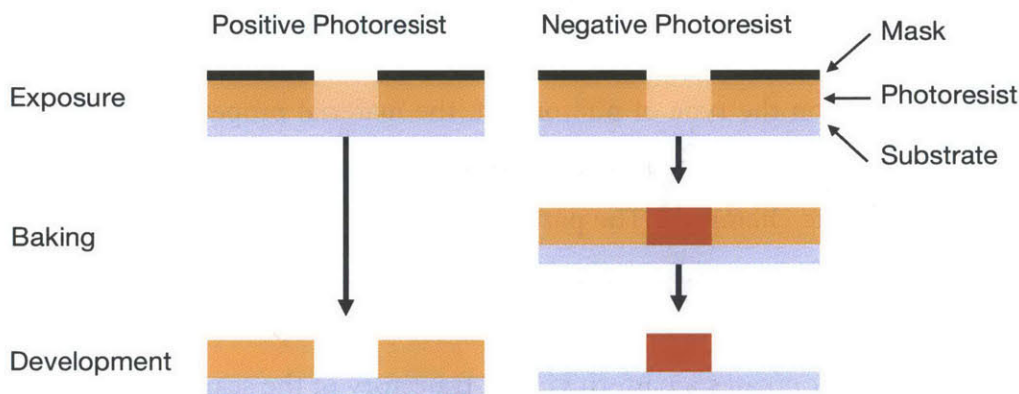 Positive Photoresist
Negative Photoresist
Mask
Exposure
Photoresist
Substrate
Baking
Development